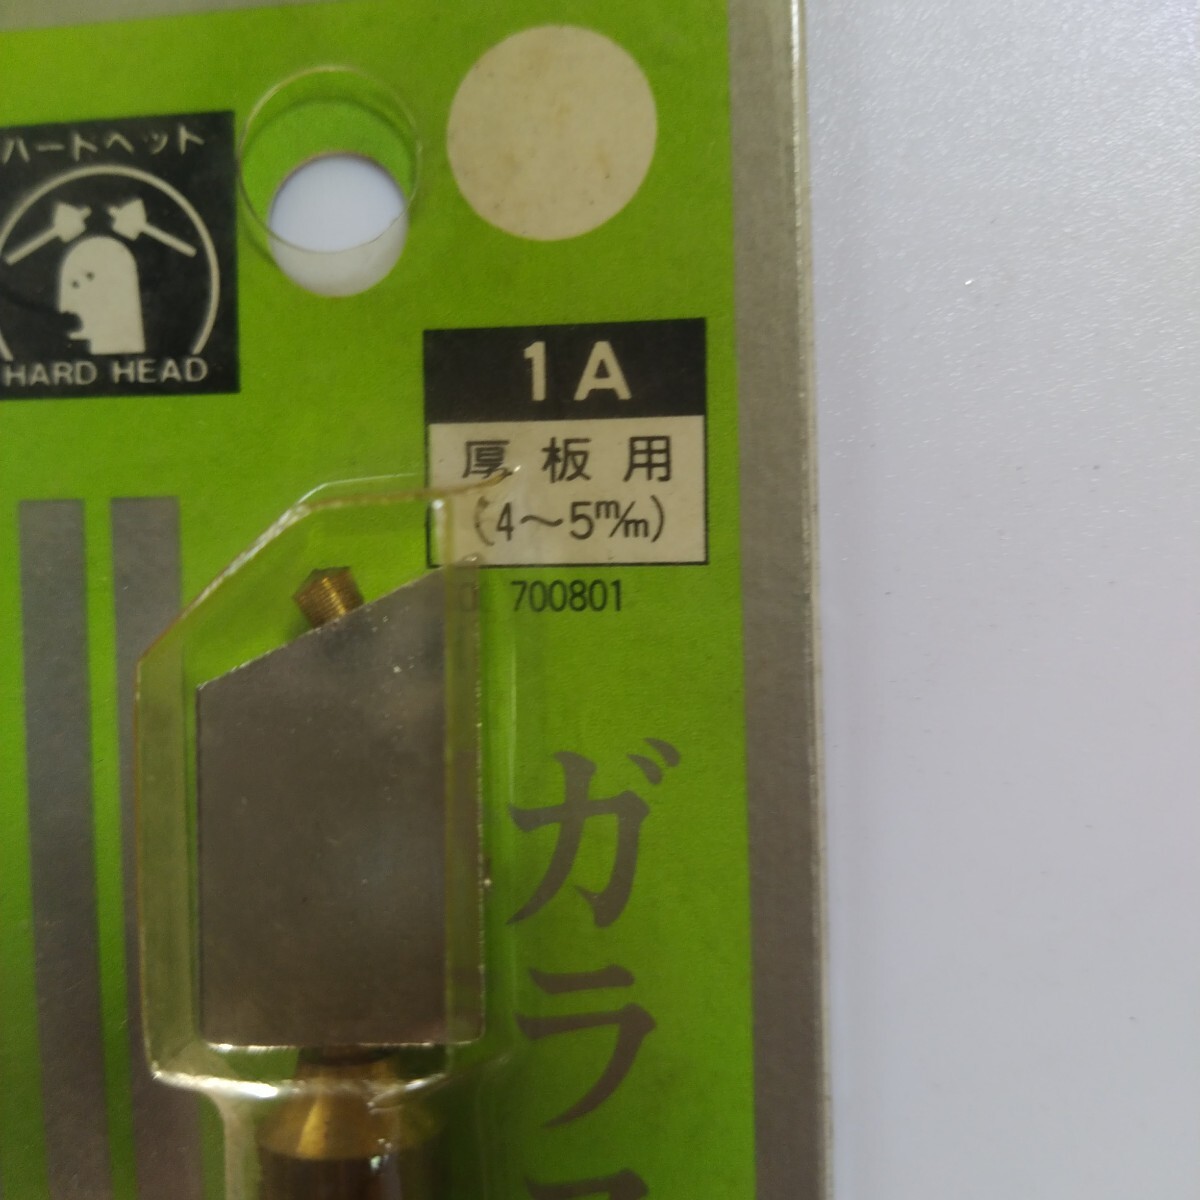 ハードヘッド
HARD HEAD
1A
厚板用
(4～5m/m)
700801
ガラ